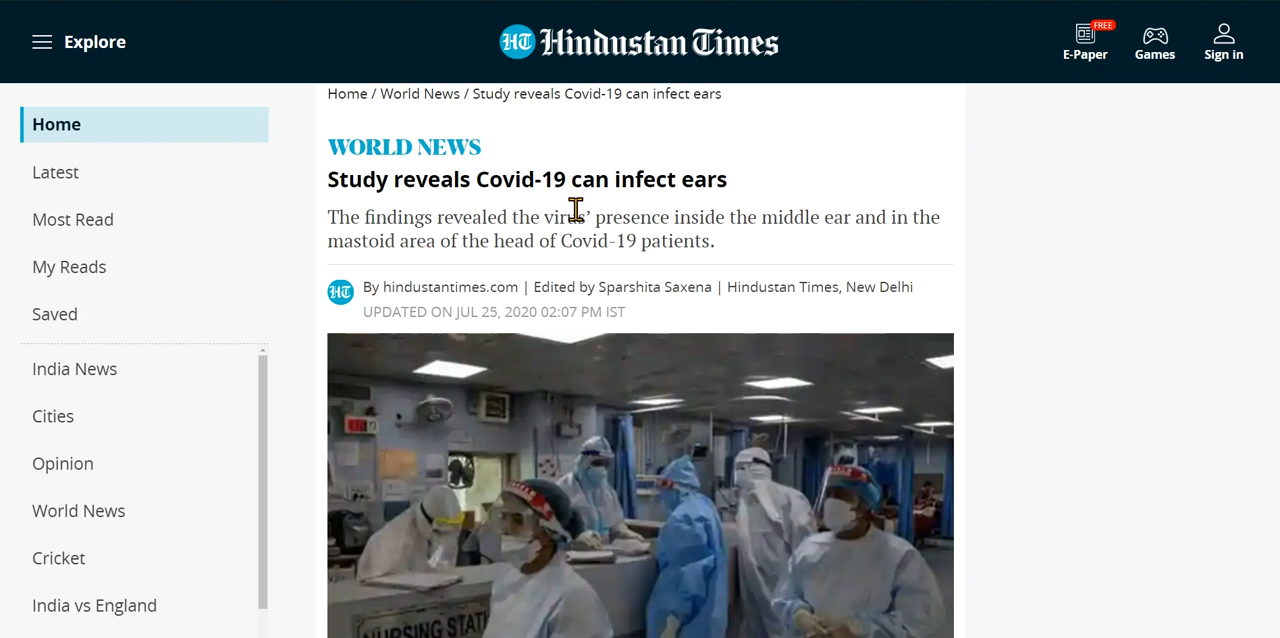 Explore
HT Hindustan Times
FREE
E-Paper
Games
Sign in
Home
Latest
Most Read
My Reads
Saved
India News
Cities
Opinion
World News
Cricket
India vs England
Home / World News / Study reveals Covid-19 can infect ears
WORLD NEWS
Study reveals Covid-19 can infect ears
The findings revealed the virus’ presence inside the middle ear and in the
mastoid area of the head of Covid-19 patients.
HT
By hindustantimes.com | Edited by Sparshita Saxena | Hindustan Times, New Delhi
UPDATED ON JUL 25, 2020 02:07 PM IST
NURSING STATI